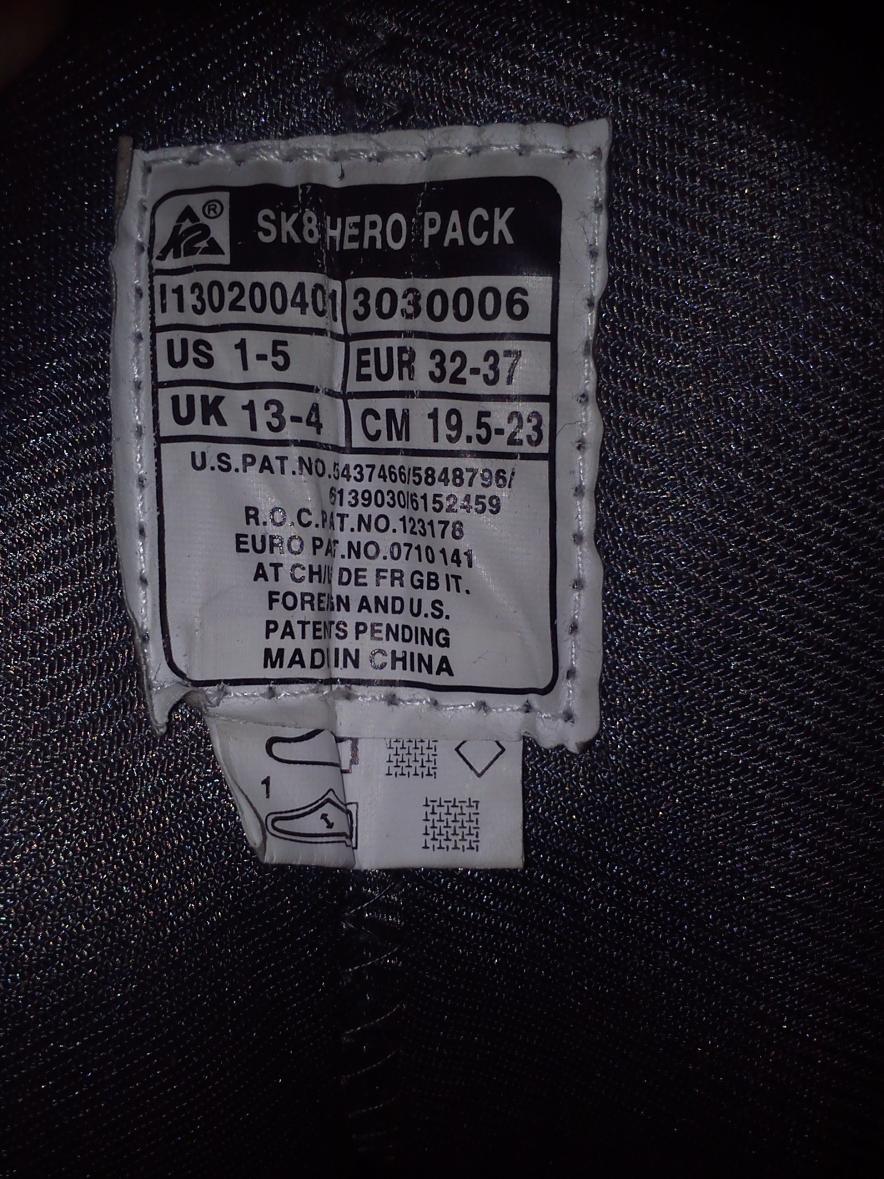 K2 ® SK8 HERO PACK
I130200401 3030006
US 1-5 EUR 32-37
UK 13-4 CM 19.5-23
U.S.PAT.NO.5437466/5848796/
6139030/6152459
R.O.C.PAT.NO.123178
EURO PAT.NO.0710141
AT CH/ DE FR GB IT.
FOREIGN AND U.S.
PATENTS PENDING
MADE IN CHINA
1